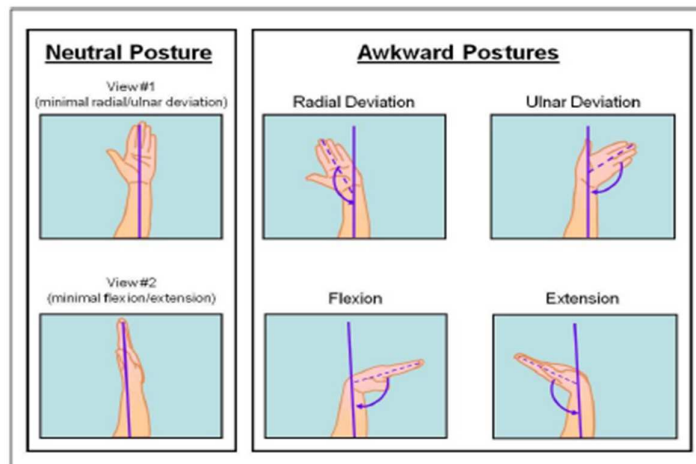 Neutral Posture
View #1
(minimal radial/ulnar deviation)
View #2
(minimal flexion/extension)
Awkward Postures
Radial Deviation
Ulnar Deviation
Flexion
Extension